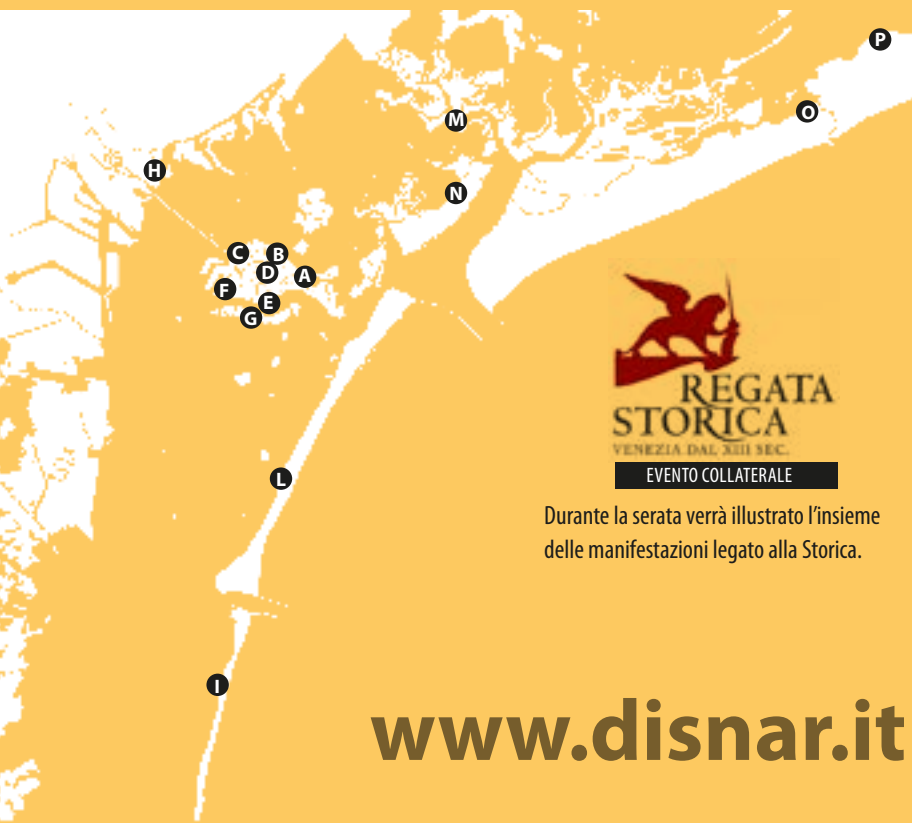 P
O
M
H
N
C
B
D
A
F
E
G
REGATA
STORICA
VENEZIA DAL XIII SEC.
EVENTO COLLATERALE
L
Durante la serata verrà illustrato l'insieme
delle manifestazioni legato alla Storica.
I
www.disnar.it